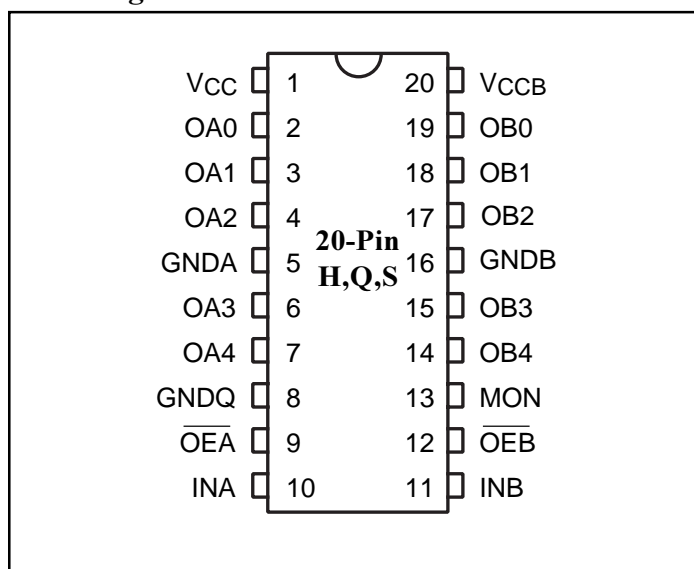 VCC 1 20 VCCB
OA0 2 19 OB0
OA1 3 18 OB1
OA2 4 17 OB2
20-Pin
GNDA 5 16 GNDB
H,Q,S
OA3 6 15 OB3
OA4 7 14 OB4
GNDQ 8 13 MON
OEA 9 12 OEB
INA 10 11 INB